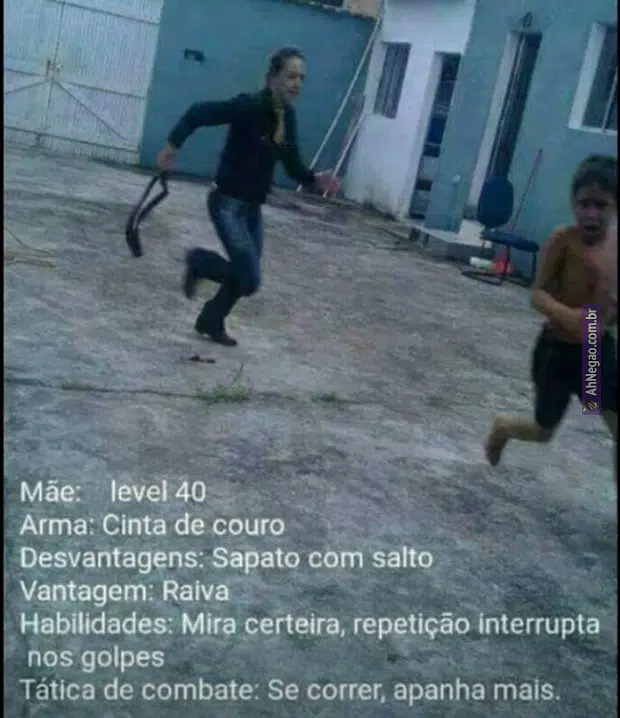 AhNegao.com.br
Mãe: level 40
Arma: Cinta de couro
Desvantagens: Sapato com salto
Vantagem: Raiva
Habilidades: Mira certeira, repetição interrupta
nos golpes
Tática de combate: Se correr, apanha mais.